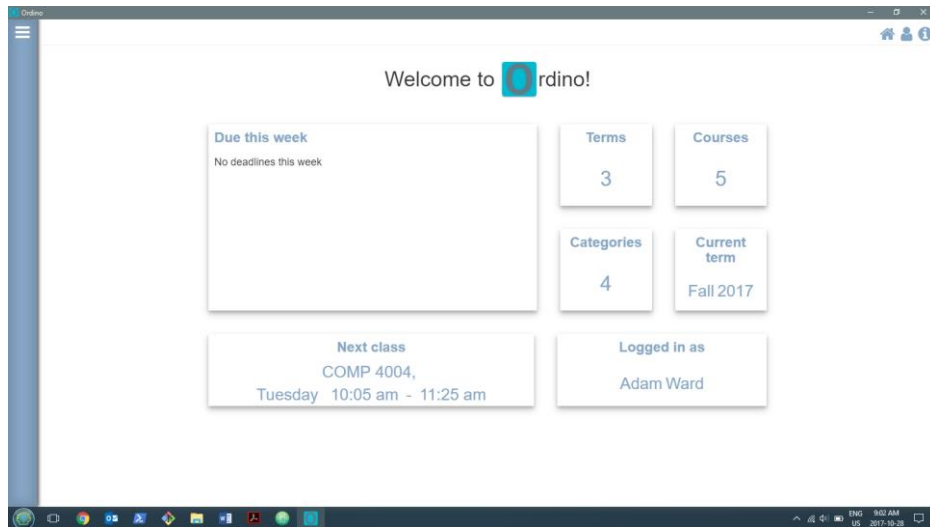 Ordino
Welcome to Ordino!
Due this week
No deadlines this week
Terms
3
Courses
5
Categories
4
Current
term
Fall 2017
Next class
COMP 4004,
Tuesday 10:05 am - 11:25 am
Logged in as
Adam Ward
ENG
US
9:02 AM
2017-10-28